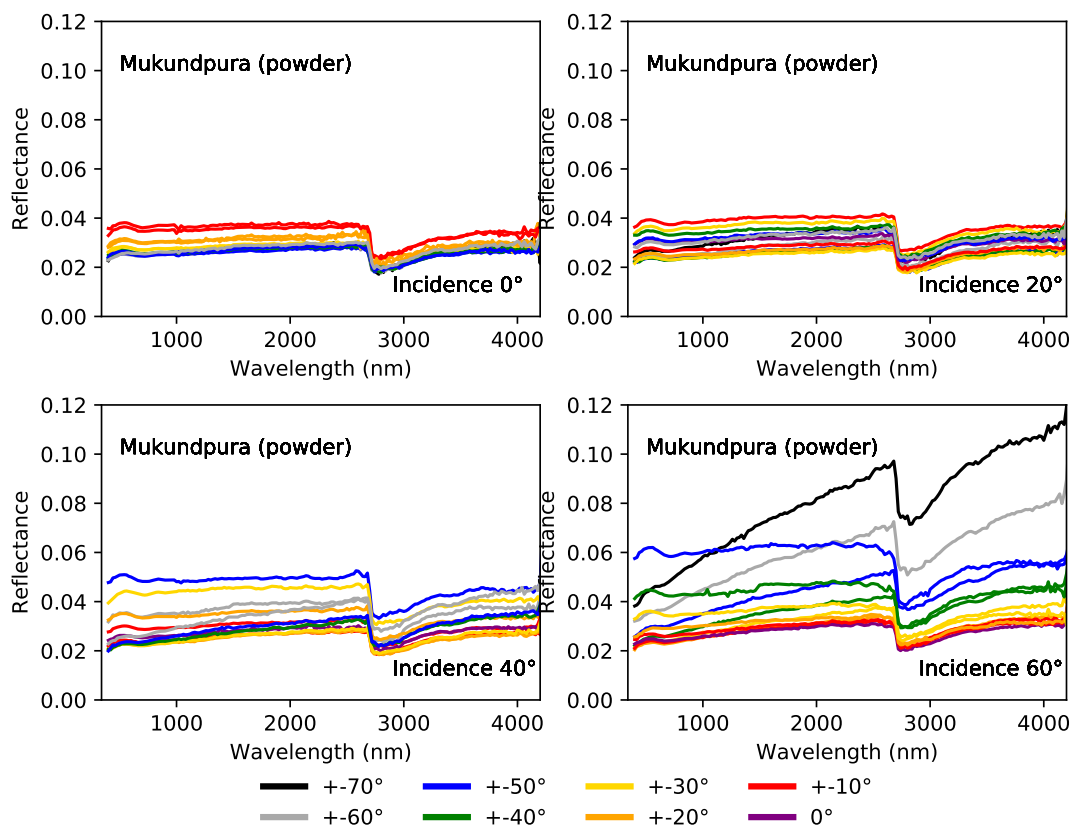 0.12
0.10
0.08
0.06
0.04
0.02
0.00
Reflectance
Mukundpura (powder)
Incidence 0°
1000 2000 3000 4000
Wavelength (nm)
0.12
0.10
0.08
0.06
0.04
0.02
0.00
Reflectance
Mukundpura (powder)
Incidence 20°
1000 2000 3000 4000
Wavelength (nm)
0.12
0.10
0.08
0.06
0.04
0.02
0.00
Reflectance
Mukundpura (powder)
Incidence 40°
1000 2000 3000 4000
Wavelength (nm)
0.12
0.10
0.08
0.06
0.04
0.02
0.00
Reflectance
Mukundpura (powder)
Incidence 60°
1000 2000 3000 4000
Wavelength (nm)
+-70° +-50° +-30° +-10°
+-60° +-40° +-20° 0°